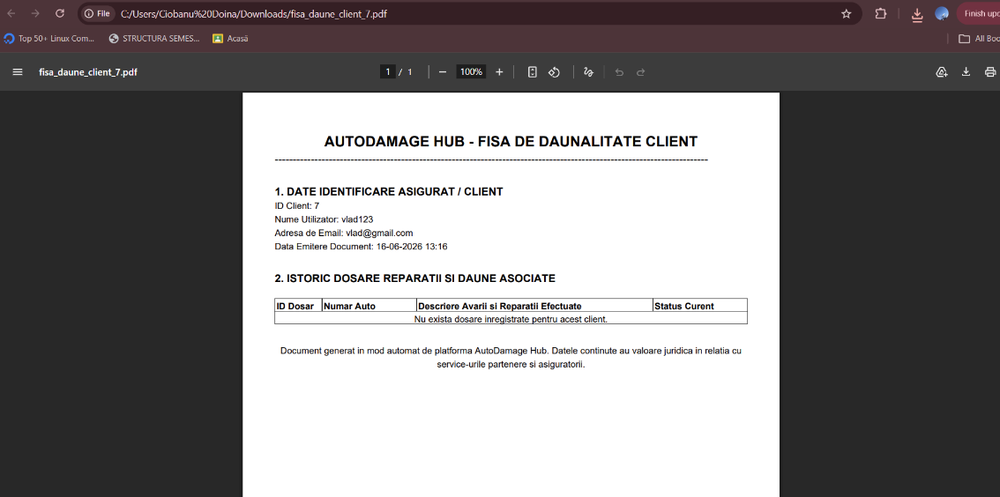 File C:/Users/Ciobanu%20Doina/Downloads/fisa_daune_client_7.pdf Finish upd
Top 50+ Linux Com... STRUCTURA SEMES... Acasă All Boo
fisa_daune_client_7.pdf 1 / 1 — 100% +
AUTODAMAGE HUB - FISA DE DAUNALITATE CLIENT
1. DATE IDENTIFICARE ASIGURAT / CLIENT
ID Client: 7
Nume Utilizator: vlad123
Adresa de Email: vlad@gmail.com
Data Emitere Document: 16-06-2026 13:16
2. ISTORIC DOSARE REPARATII SI DAUNE ASOCIATE
ID Dosar Numar Auto Descriere Avarii si Reparatii Efectuate Status Curent
Nu exista dosare inregistrate pentru acest client.
Document generat in mod automat de platforma AutoDamage Hub. Datele continute au valoare juridica in relatia cu
service-urile partenere si asiguratorii.